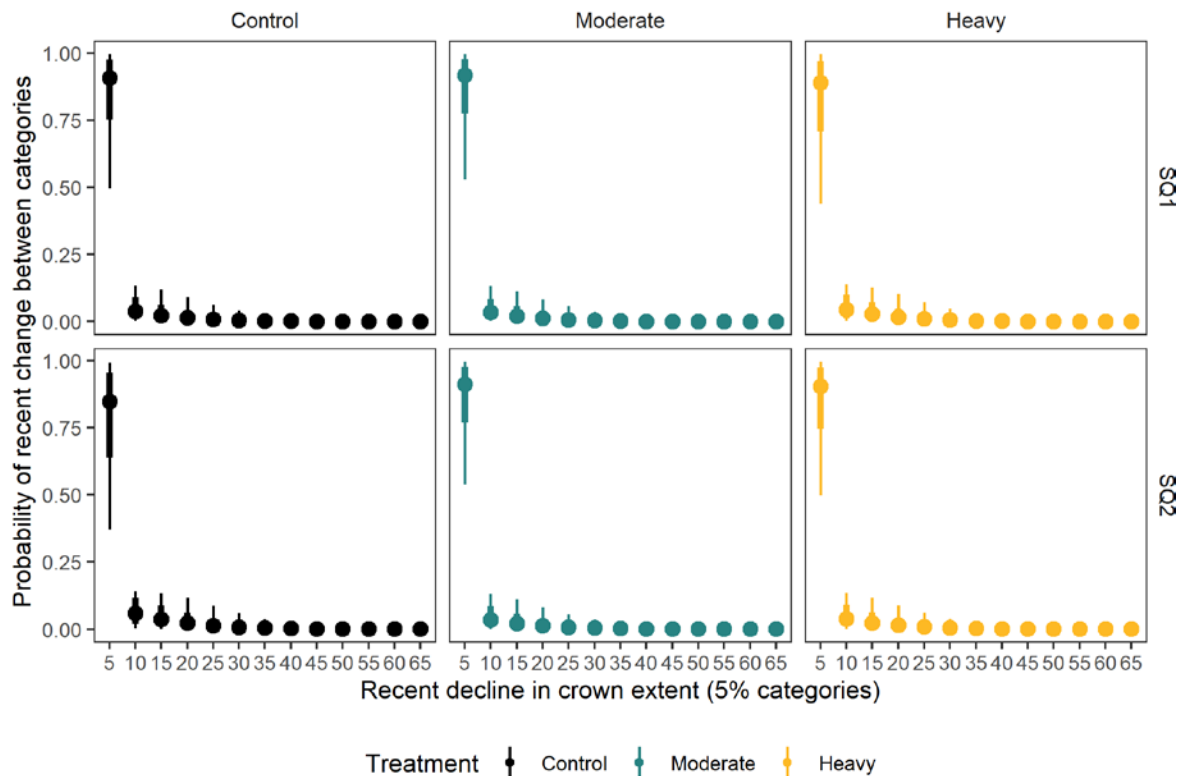 Control Moderate Heavy
Probability of recent change between categories
1.00
0.75
0.50
0.25
0.00
SQ1
1.00
0.75
0.50
0.25
0.00
SQ2
5 10 15 20 25 30 35 40 45 50 55 60 65 5 10 15 20 25 30 35 40 45 50 55 60 65 5 10 15 20 25 30 35 40 45 50 55 60 65
Recent decline in crown extent (5% categories)
Treatment Control Moderate Heavy